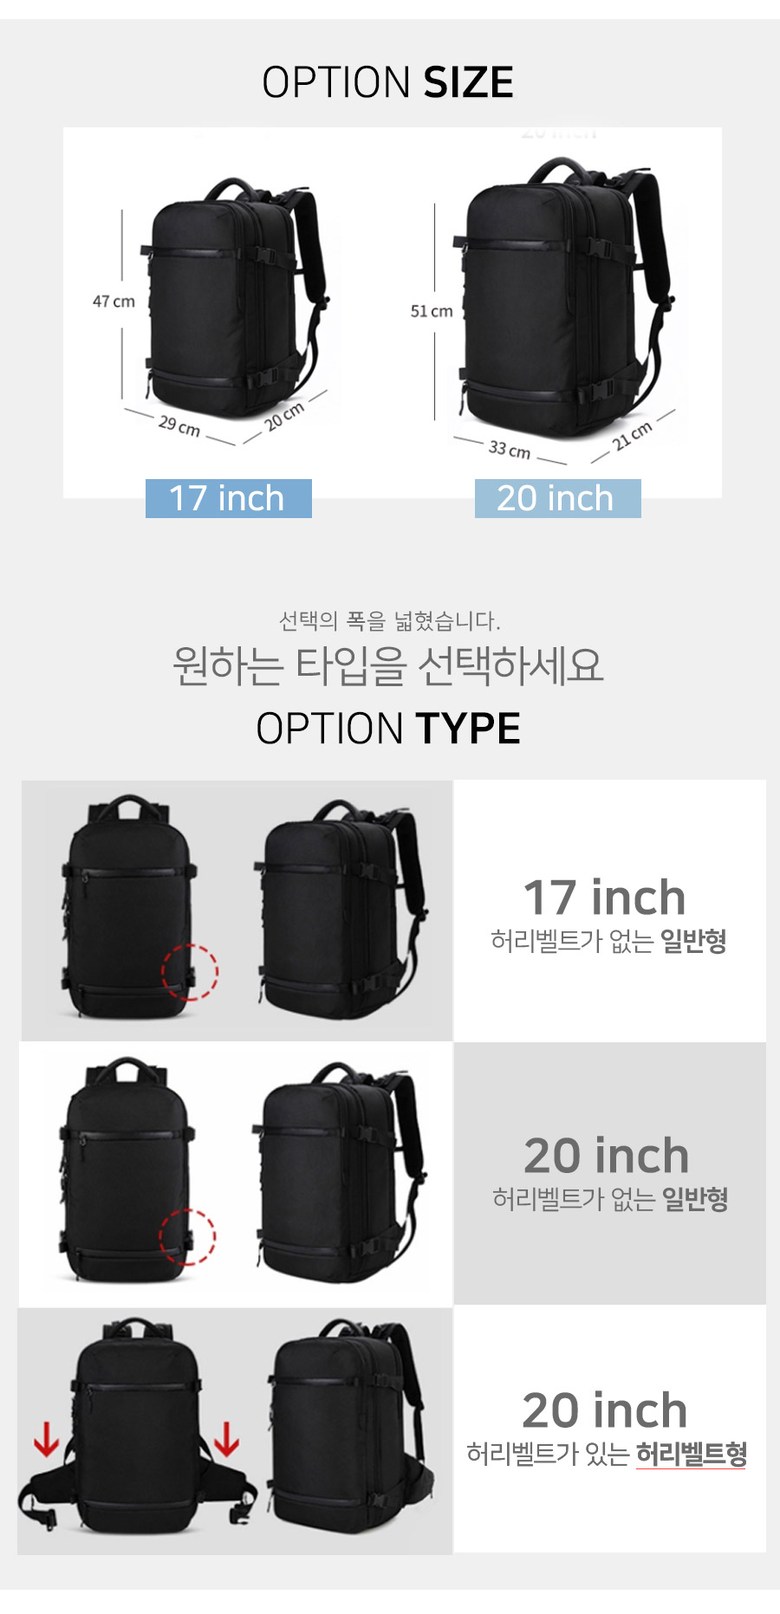 OPTION SIZE
20 inch
47 cm
29 cm
20 cm
51 cm
33 cm
21 cm
17 inch
20 inch
선택의 폭을 넓혔습니다.
원하는 타입을 선택하세요
OPTION TYPE
17 inch
허리벨트가 없는 일반형
20 inch
허리벨트가 없는 일반형
20 inch
허리벨트가 있는 허리벨트형